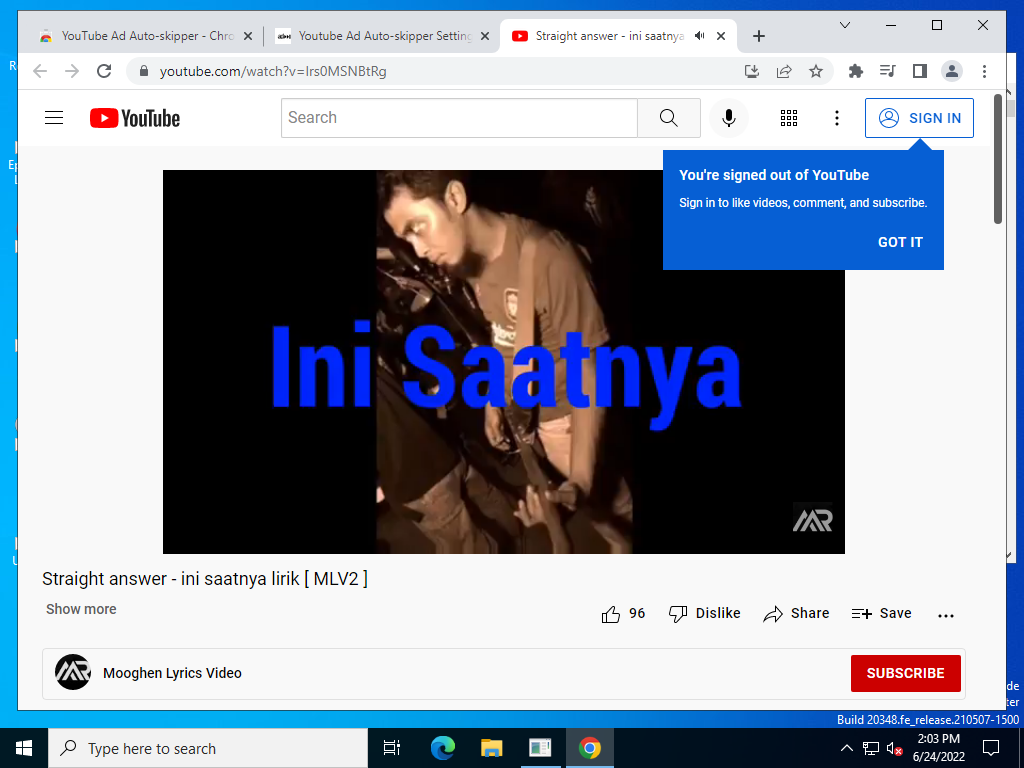 YouTube Ad Auto-skipper - Chro
Youtube Ad Auto-skipper Setting
Straight answer - ini saatnya
youtube.com/watch?v=Irs0MSNBtRg
YouTube
Search
SIGN IN
You're signed out of YouTube
Sign in to like videos, comment, and subscribe.
GOT IT
Ini Saatnya
MR
Straight answer - ini saatnya lirik [ MLV2 ]
Show more
96
Dislike
Share
Save
Mooghen Lyrics Video
SUBSCRIBE
Build 20348.fe_release.210507-1500
Type here to search
2:03 PM
6/24/2022